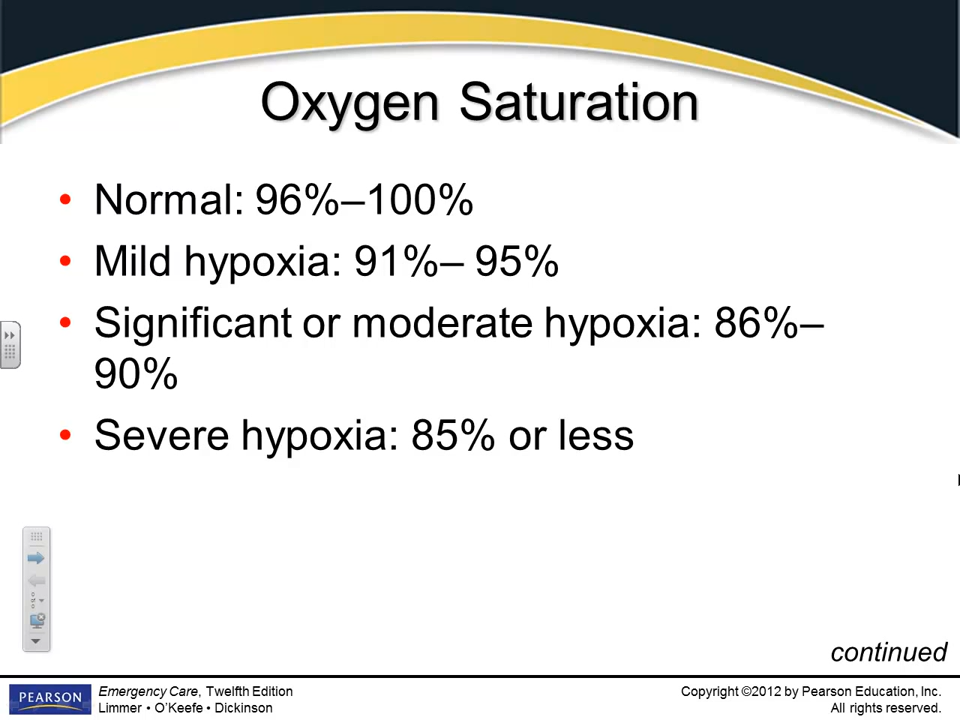 Oxygen Saturation
• Normal: 96%–100%
• Mild hypoxia: 91%– 95%
• Significant or moderate hypoxia: 86%–
90%
• Severe hypoxia: 85% or less
continued
PEARSON
Emergency Care, Twelfth Edition
Limmer • O’Keefe • Dickinson
Copyright ©2012 by Pearson Education, Inc.
All rights reserved.